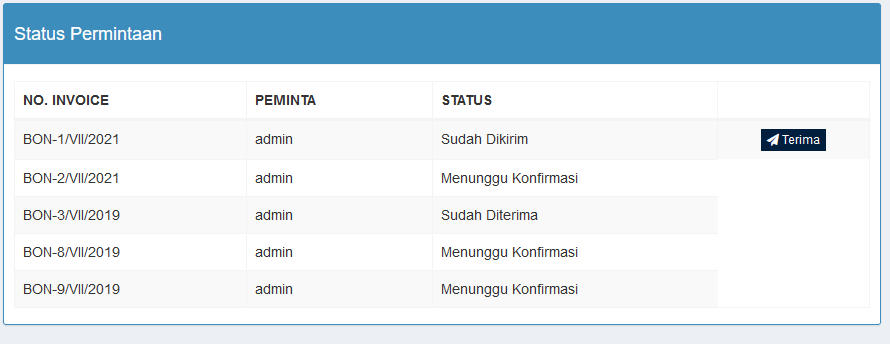 Status Permintaan
NO. INVOICE PEMINTA STATUS
BON-1/VII/2021 admin Sudah Dikirim Terima
BON-2/VII/2021 admin Menunggu Konfirmasi
BON-3/VII/2019 admin Sudah Diterima
BON-8/VII/2019 admin Menunggu Konfirmasi
BON-9/VII/2019 admin Menunggu Konfirmasi